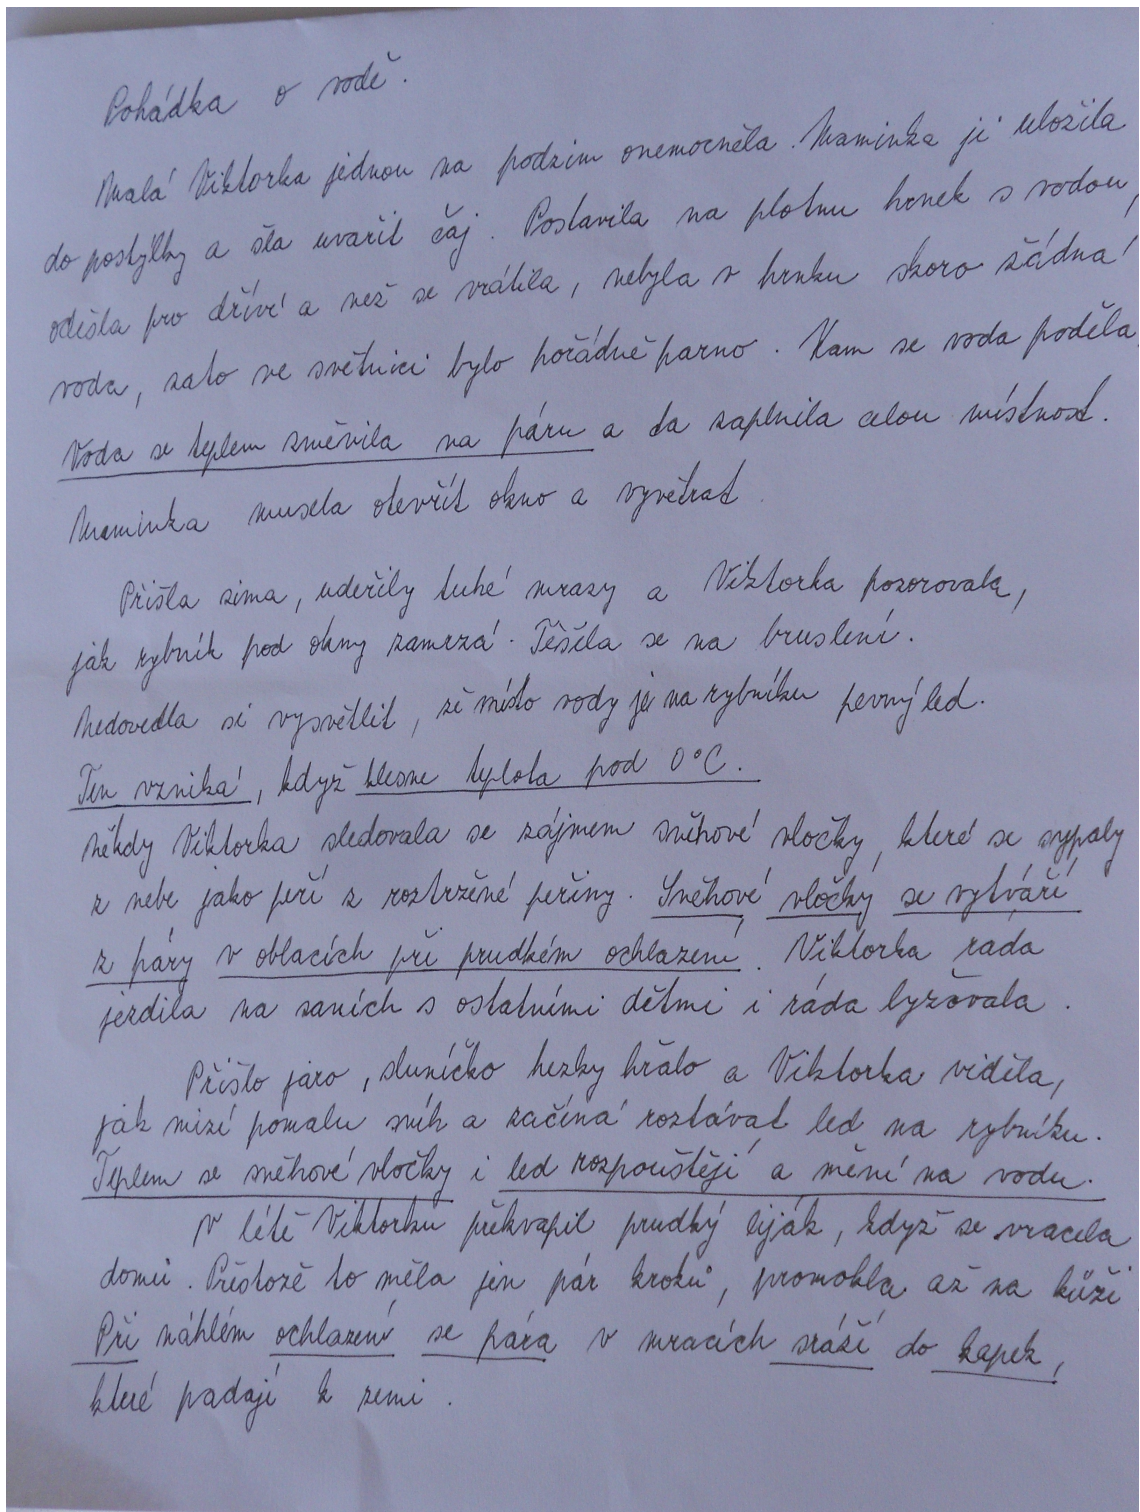 Pohádka o vodě.
Malá Viktorka jednou na podzim onemocněla. Maminka ji uložila
do postýlky a šla uvařit čaj. Postavila na plotnu hrnek s vodou,
odešla pro dříví a než se vrátila, nebyla v hrnku skoro žádná
voda, zato ve světnici bylo pořádně parno. Kam se voda poděla
Voda se teplem změnila na páru a ta zaplnila celou místnost.
Maminka musela otevřít okno a vyvětrat
Přišla zima, udeřily tuhé mrazy a Viktorka pozorovala,
jak rybník pod okny zamrzá. Těšila se na bruslení.
Nedovedla si vysvětlit, že místo vody je na rybníku pevný led.
Ten vzniká, když klesne teplota pod 0°C.
někdy Viktorka sledovala se zájmem sněhové vločky, které se sypaly
z nebe jako peří z roztržené peřiny. Sněhové vločky se vytváří
z páry v oblacích při prudkém ochlazení. Viktorka rada
jezdila na saních s ostatními dětmi i ráda lyžovala.
Přišlo jaro, sluníčko hezky hřálo a Viktorka viděla,
jak mizí pomalu sníh a začíná roztávat led na rybníku.
Teplem se sněhové vločky i led rozpouštějí a mění na vodu.
V létě Viktorku překvapil prudký liják, když se vracela
domů. Přestože to měla jen pár kroků, promokla až na kůži
Při náhlém ochlazení se pára v mracích sráží do kapek,
které padají k zemi.